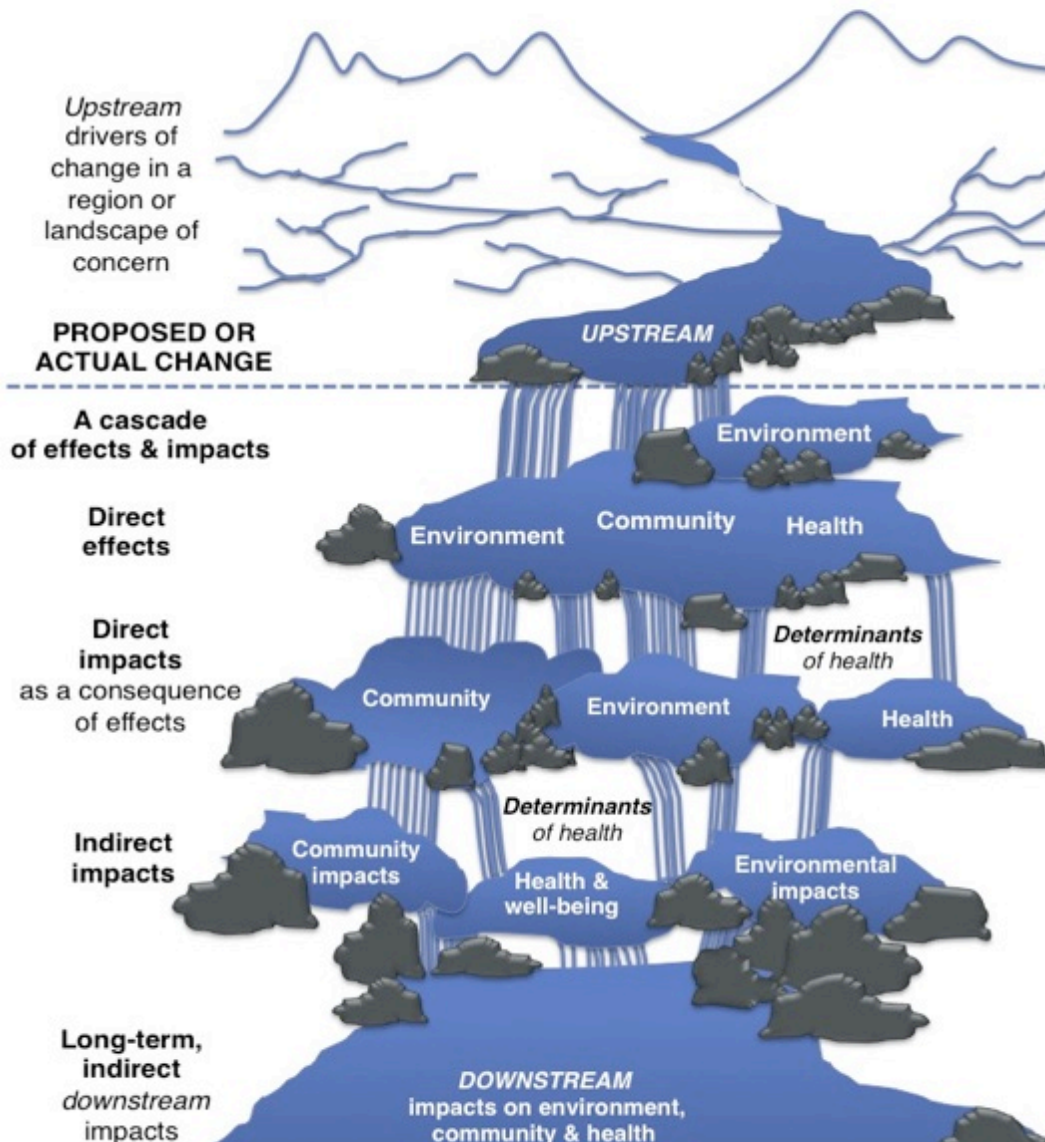 Upstream
drivers of
change in a
region or
landscape of
concern
PROPOSED OR
ACTUAL CHANGE
UPSTREAM
A cascade
of effects & impacts
Environment
Direct
effects
Environment
Community
Health
Direct
impacts
as a consequence
of effects
Determinants
of health
Community
Environment
Health
Determinants
of health
Indirect
impacts
Community
impacts
Health &
well-being
Environmental
impacts
Long-term,
indirect
downstream
impacts
DOWNSTREAM
impacts on environment,
community & health